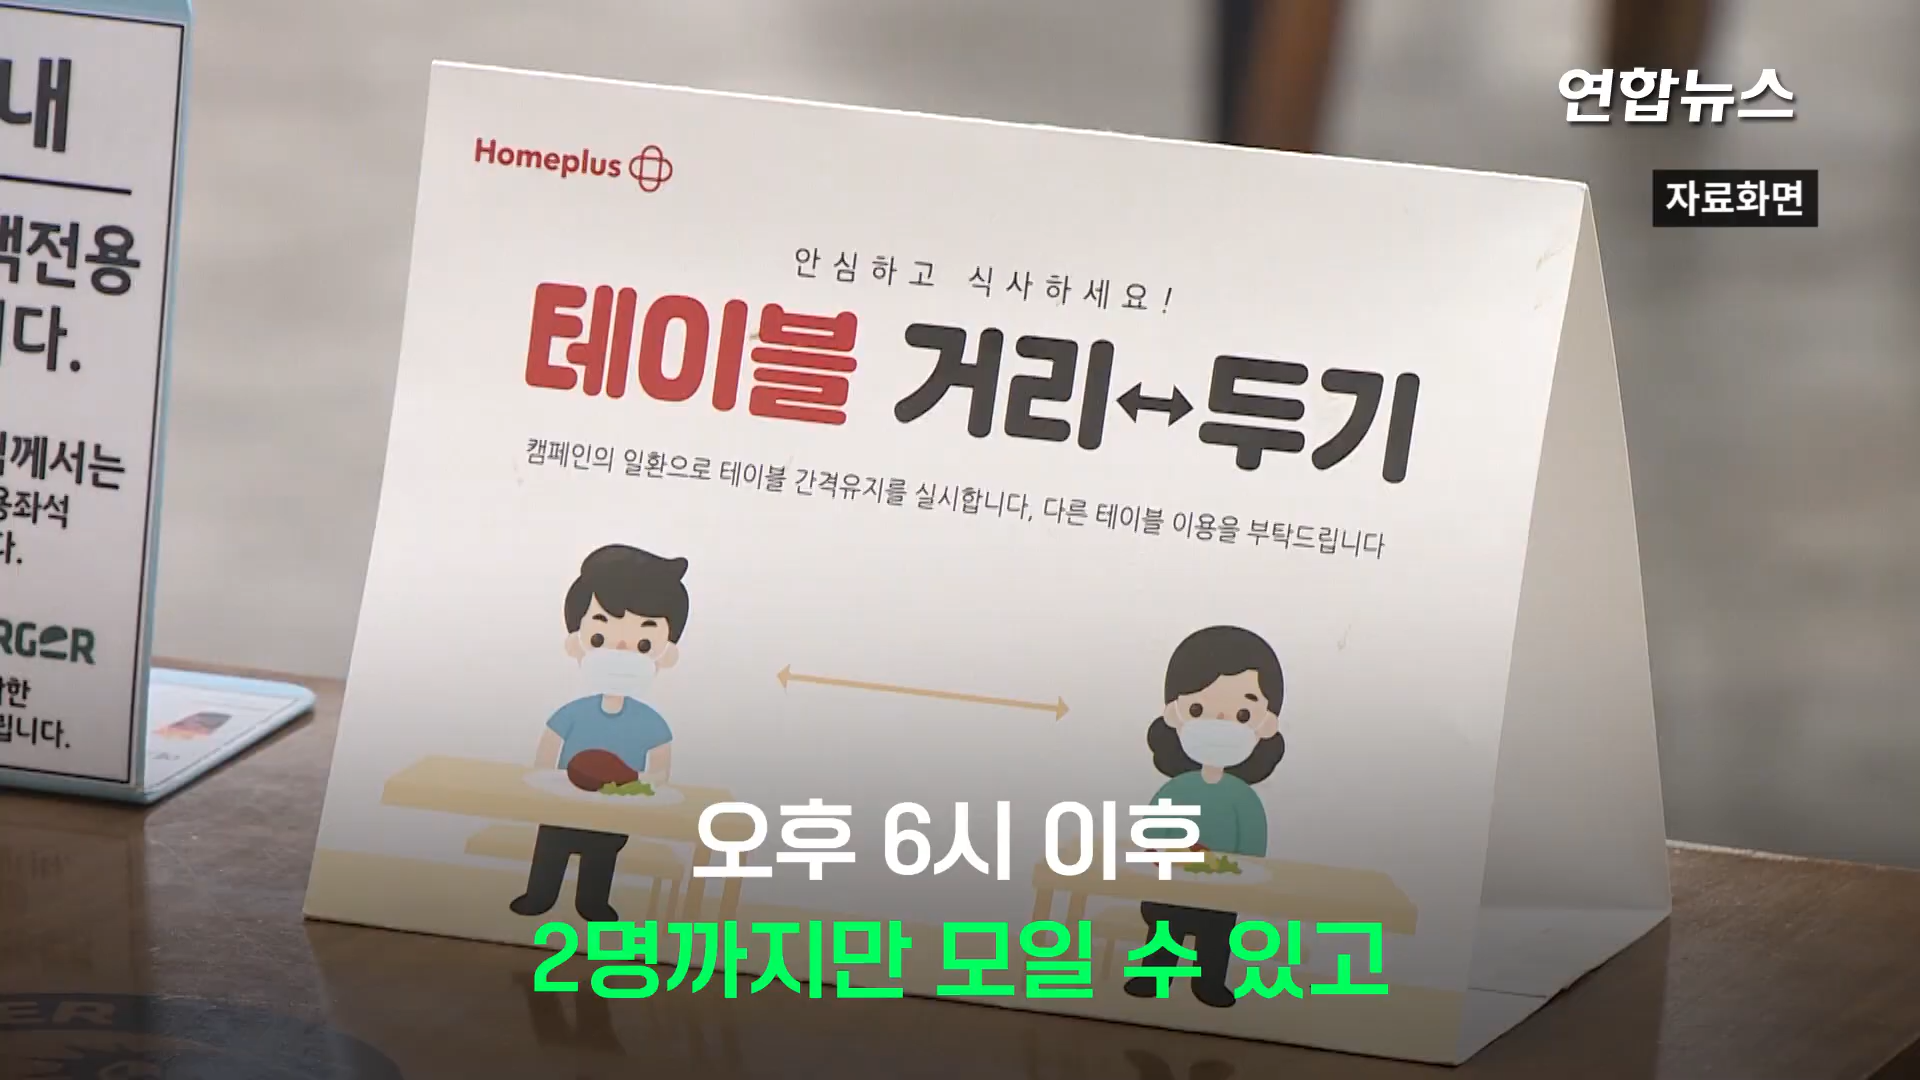 연합뉴스
자료화면
내
전용
다.
께서는
좌석
다.
RGER
한
립니다.
Homeplus
안심하고 식사하세요!
테이블 거리↔두기
캠페인의 일환으로 테이블 간격유지를 실시합니다, 다른 테이블 이용을 부탁드립니다
오후 6시 이후
2명까지만 모일 수 있고
ER